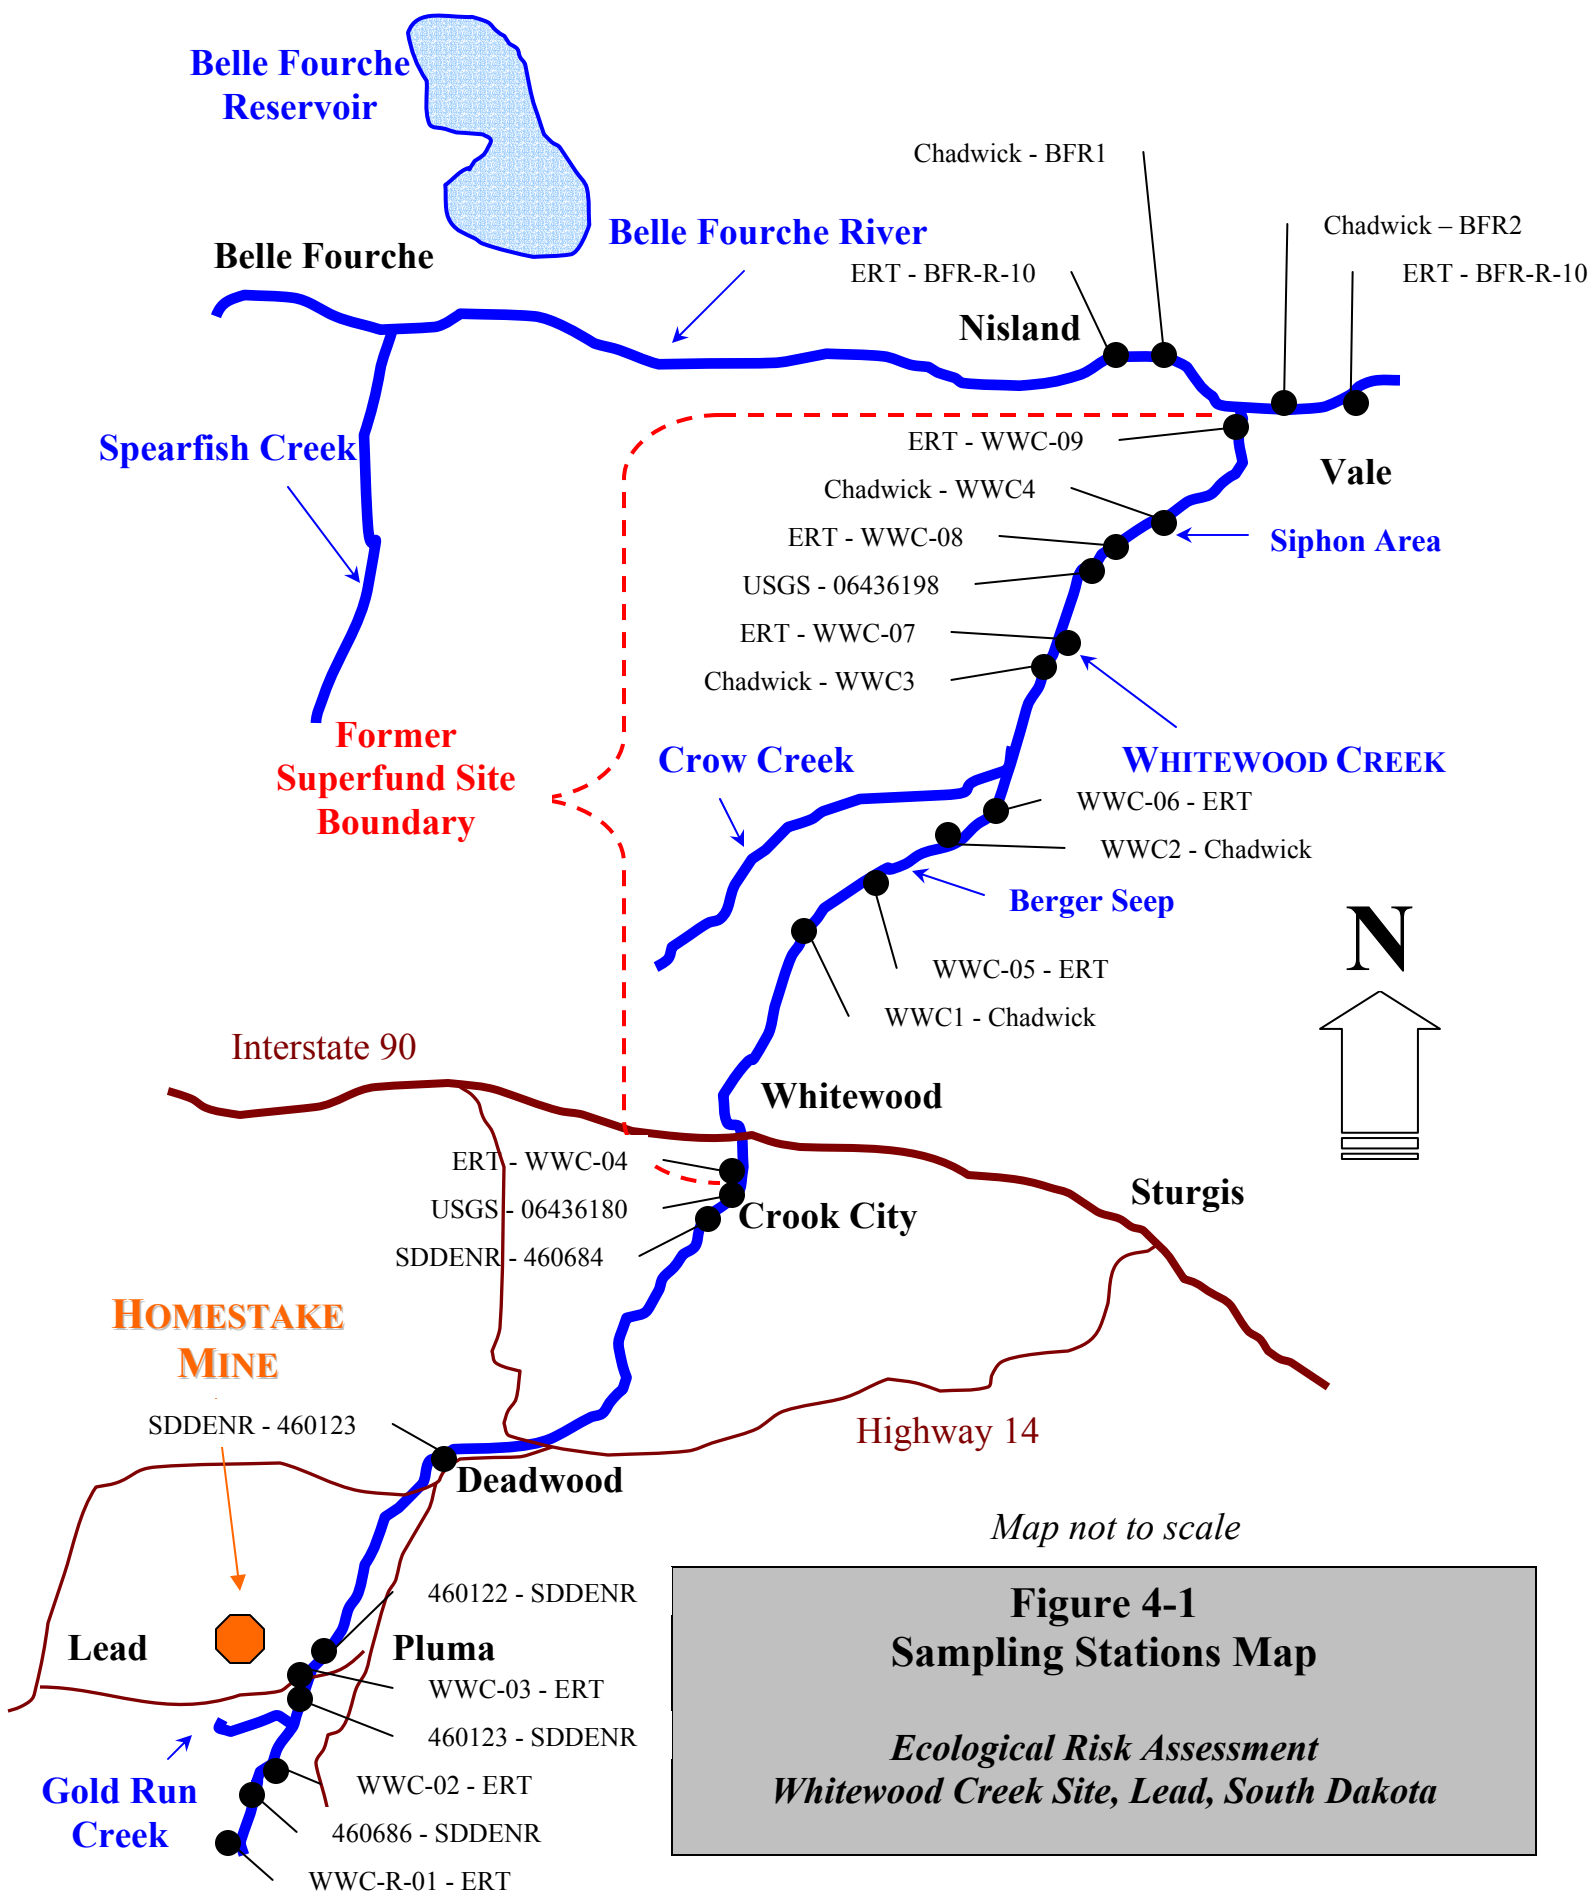 Belle Fourche
Reservoir
Chadwick - BFR1
Belle Fourche River
Chadwick – BFR2
Belle Fourche
ERT - BFR-R-10
ERT - BFR-R-10
Nisland
Spearfish Creek
ERT - WWC-09
Vale
Chadwick - WWC4
ERT - WWC-08
Siphon Area
USGS - 06436198
ERT - WWC-07
Chadwick - WWC3
Former
Superfund Site
Boundary
Crow Creek
WHITEWOOD CREEK
WWC-06 - ERT
WWC2 - Chadwick
Berger Seep
N
WWC-05 - ERT
WWC1 - Chadwick
Interstate 90
Whitewood
ERT - WWC-04
Sturgis
USGS - 06436180
Crook City
SDDENR - 460684
HOMESTAKE
MINE
SDDENR - 460123
Highway 14
Deadwood
Map not to scale
460122 - SDDENR
Lead
Pluma
WWC-03 - ERT
460123 - SDDENR
Gold Run
Creek
WWC-02 - ERT
460686 - SDDENR
WWC-R-01 - ERT
Figure 4-1
Sampling Stations Map
Ecological Risk Assessment
Whitewood Creek Site, Lead, South Dakota